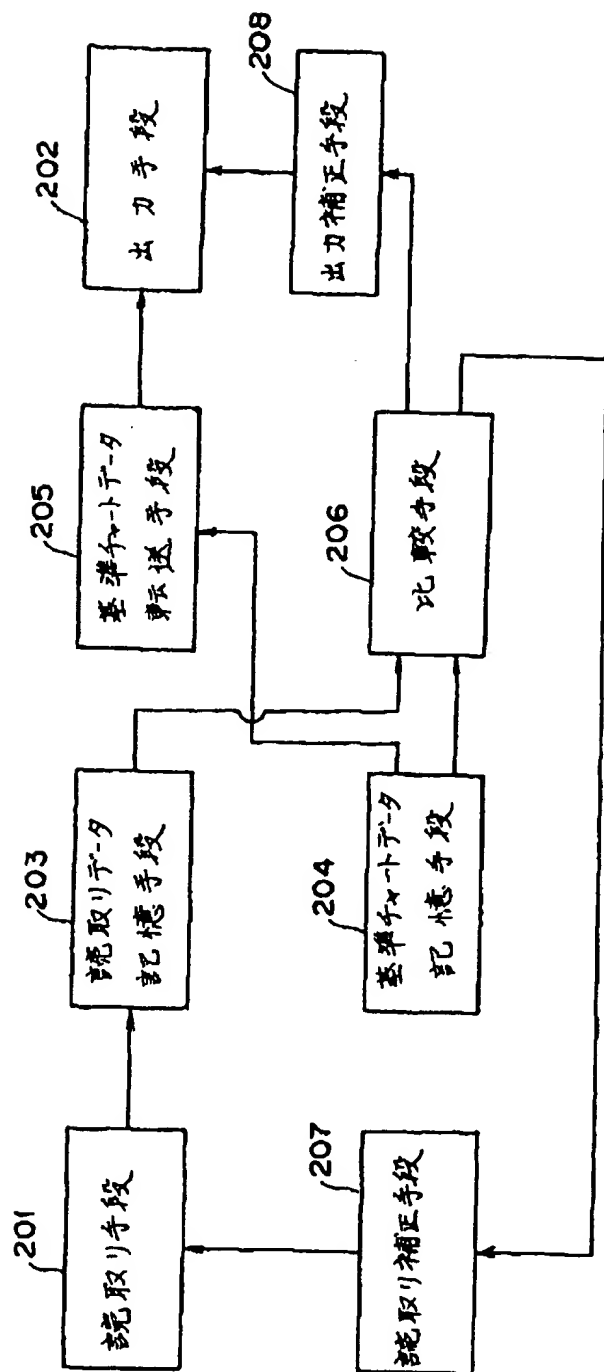 201
読取り手段
203
読取りデータ
記憶手段
205
基準チャートデータ
転送手段
202
出力手段
207
読取り補正手段
204
基準チャートデータ
記憶手段
206
比較手段
208
出力補正手段